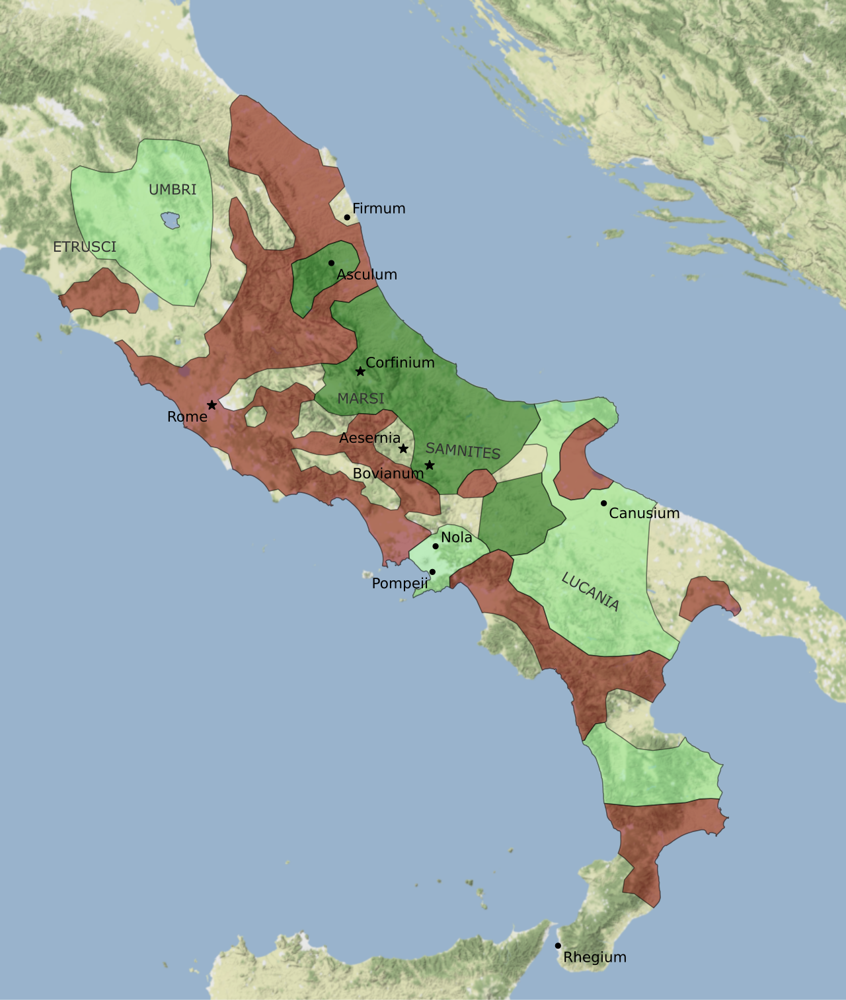 UMBRI
Firmum
ETRUSCI
Asculum
Corfinium
MARSI
Rome
Aesernia
SAMNITES
Bovianum
Canusium
Nola
Pompeii
LUCANIA
Rhegium